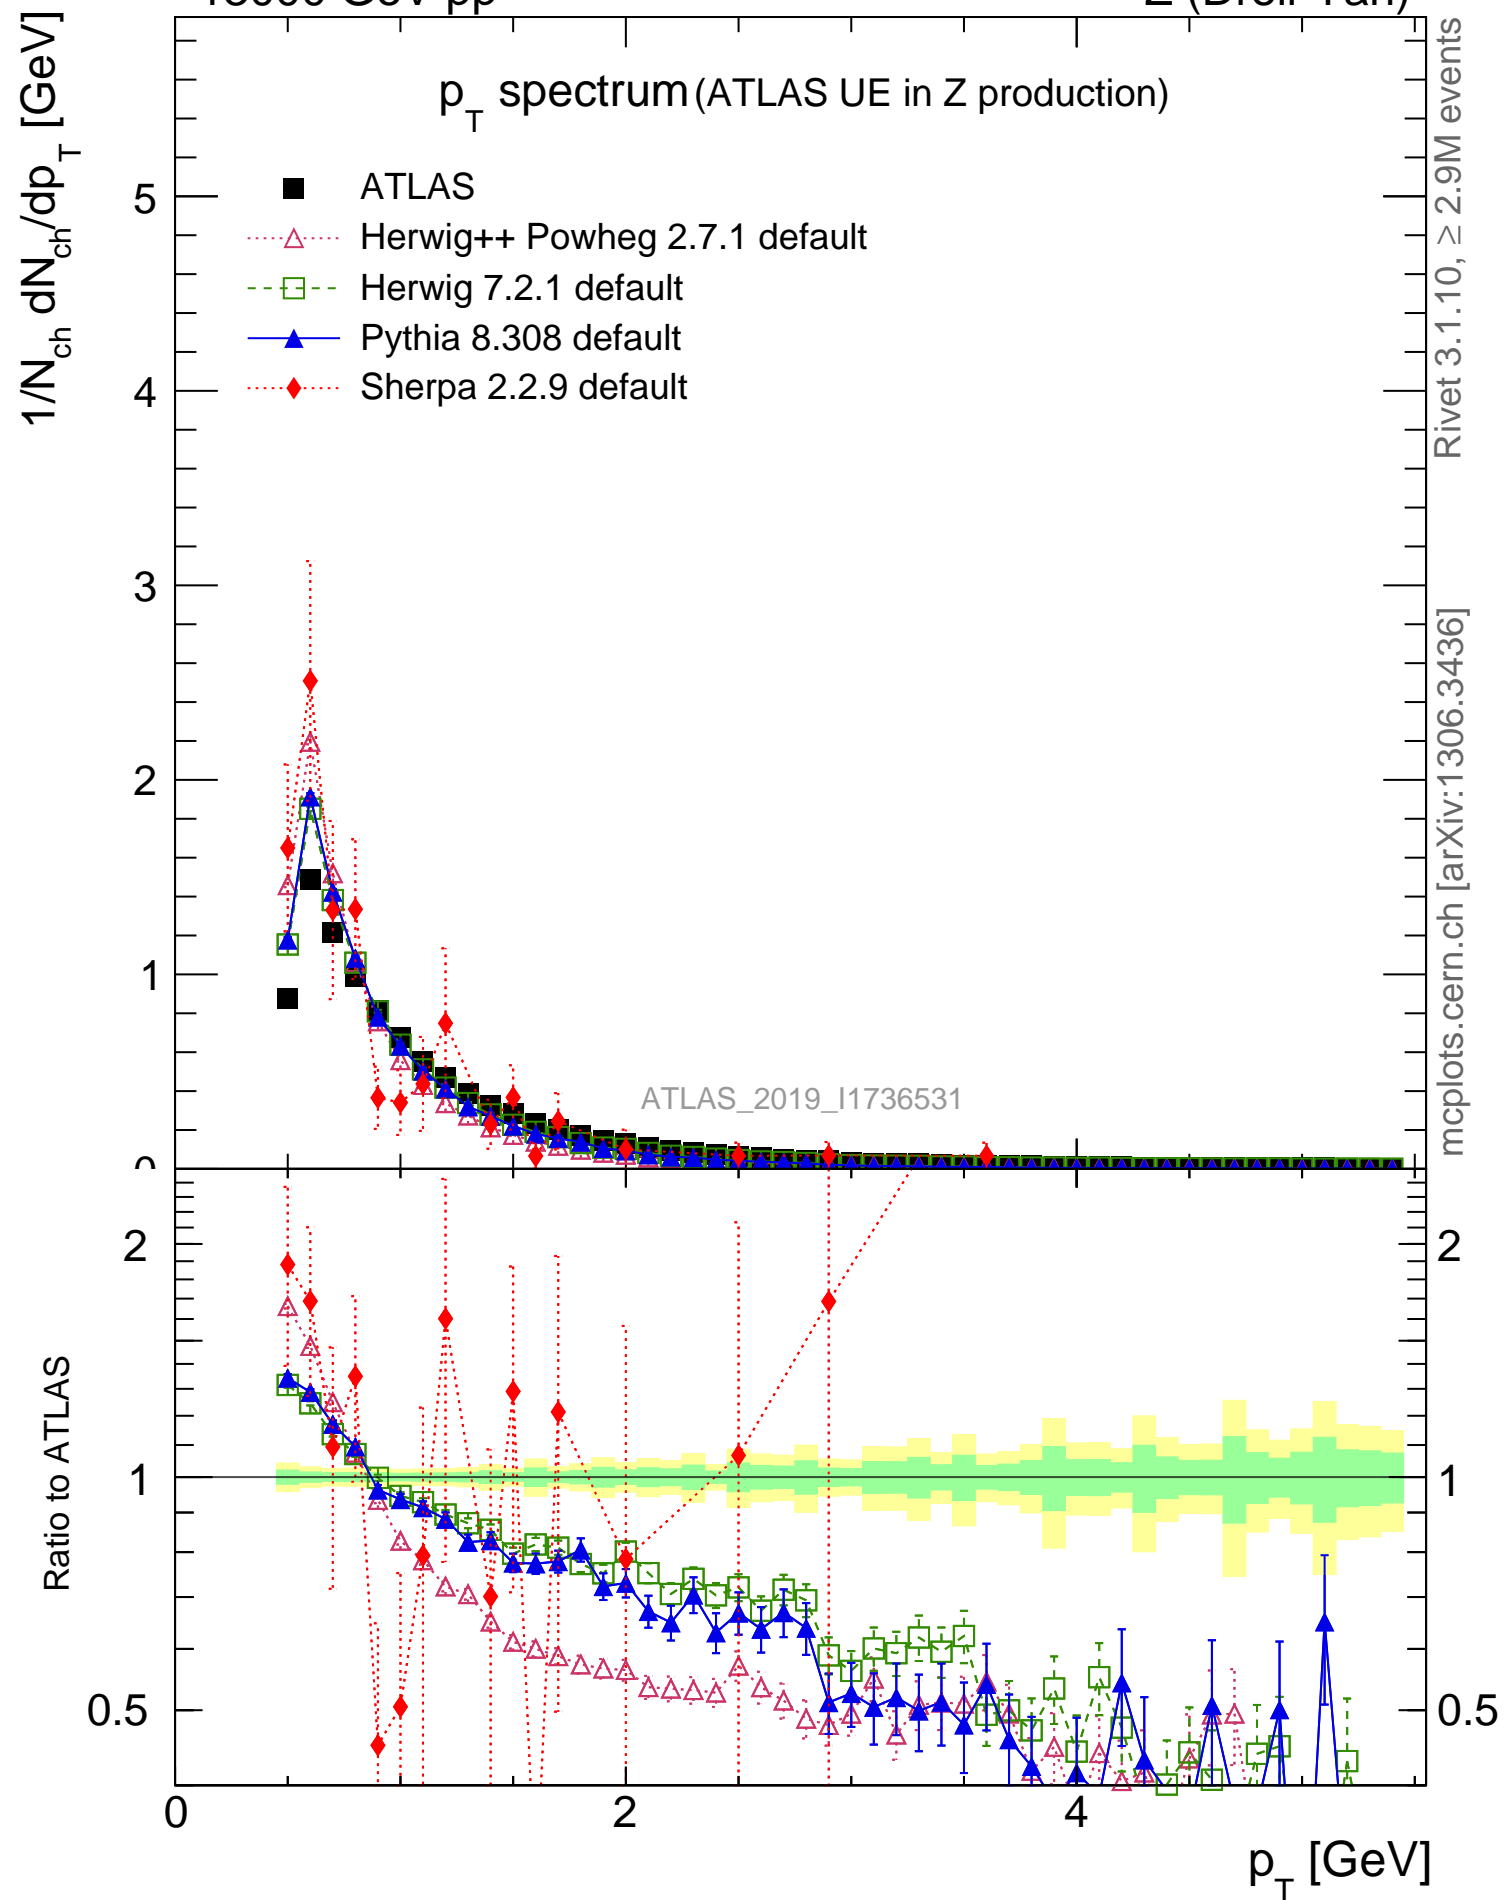 p_T spectrum (ATLAS UE in Z production)
ATLAS
Herwig++ Powheg 2.7.1 default
Herwig 7.2.1 default
Pythia 8.308 default
Sherpa 2.2.9 default
1/N_ch dN_ch/dp_T [GeV]
5
4
3
2
1
0
ATLAS_2019_I1736531
Rivet 3.1.10, ≥ 2.9M events
mcplots.cern.ch [arXiv:1306.3436]
Ratio to ATLAS
2
1
0.5
2
1
0.5
0
2
4
p_T [GeV]